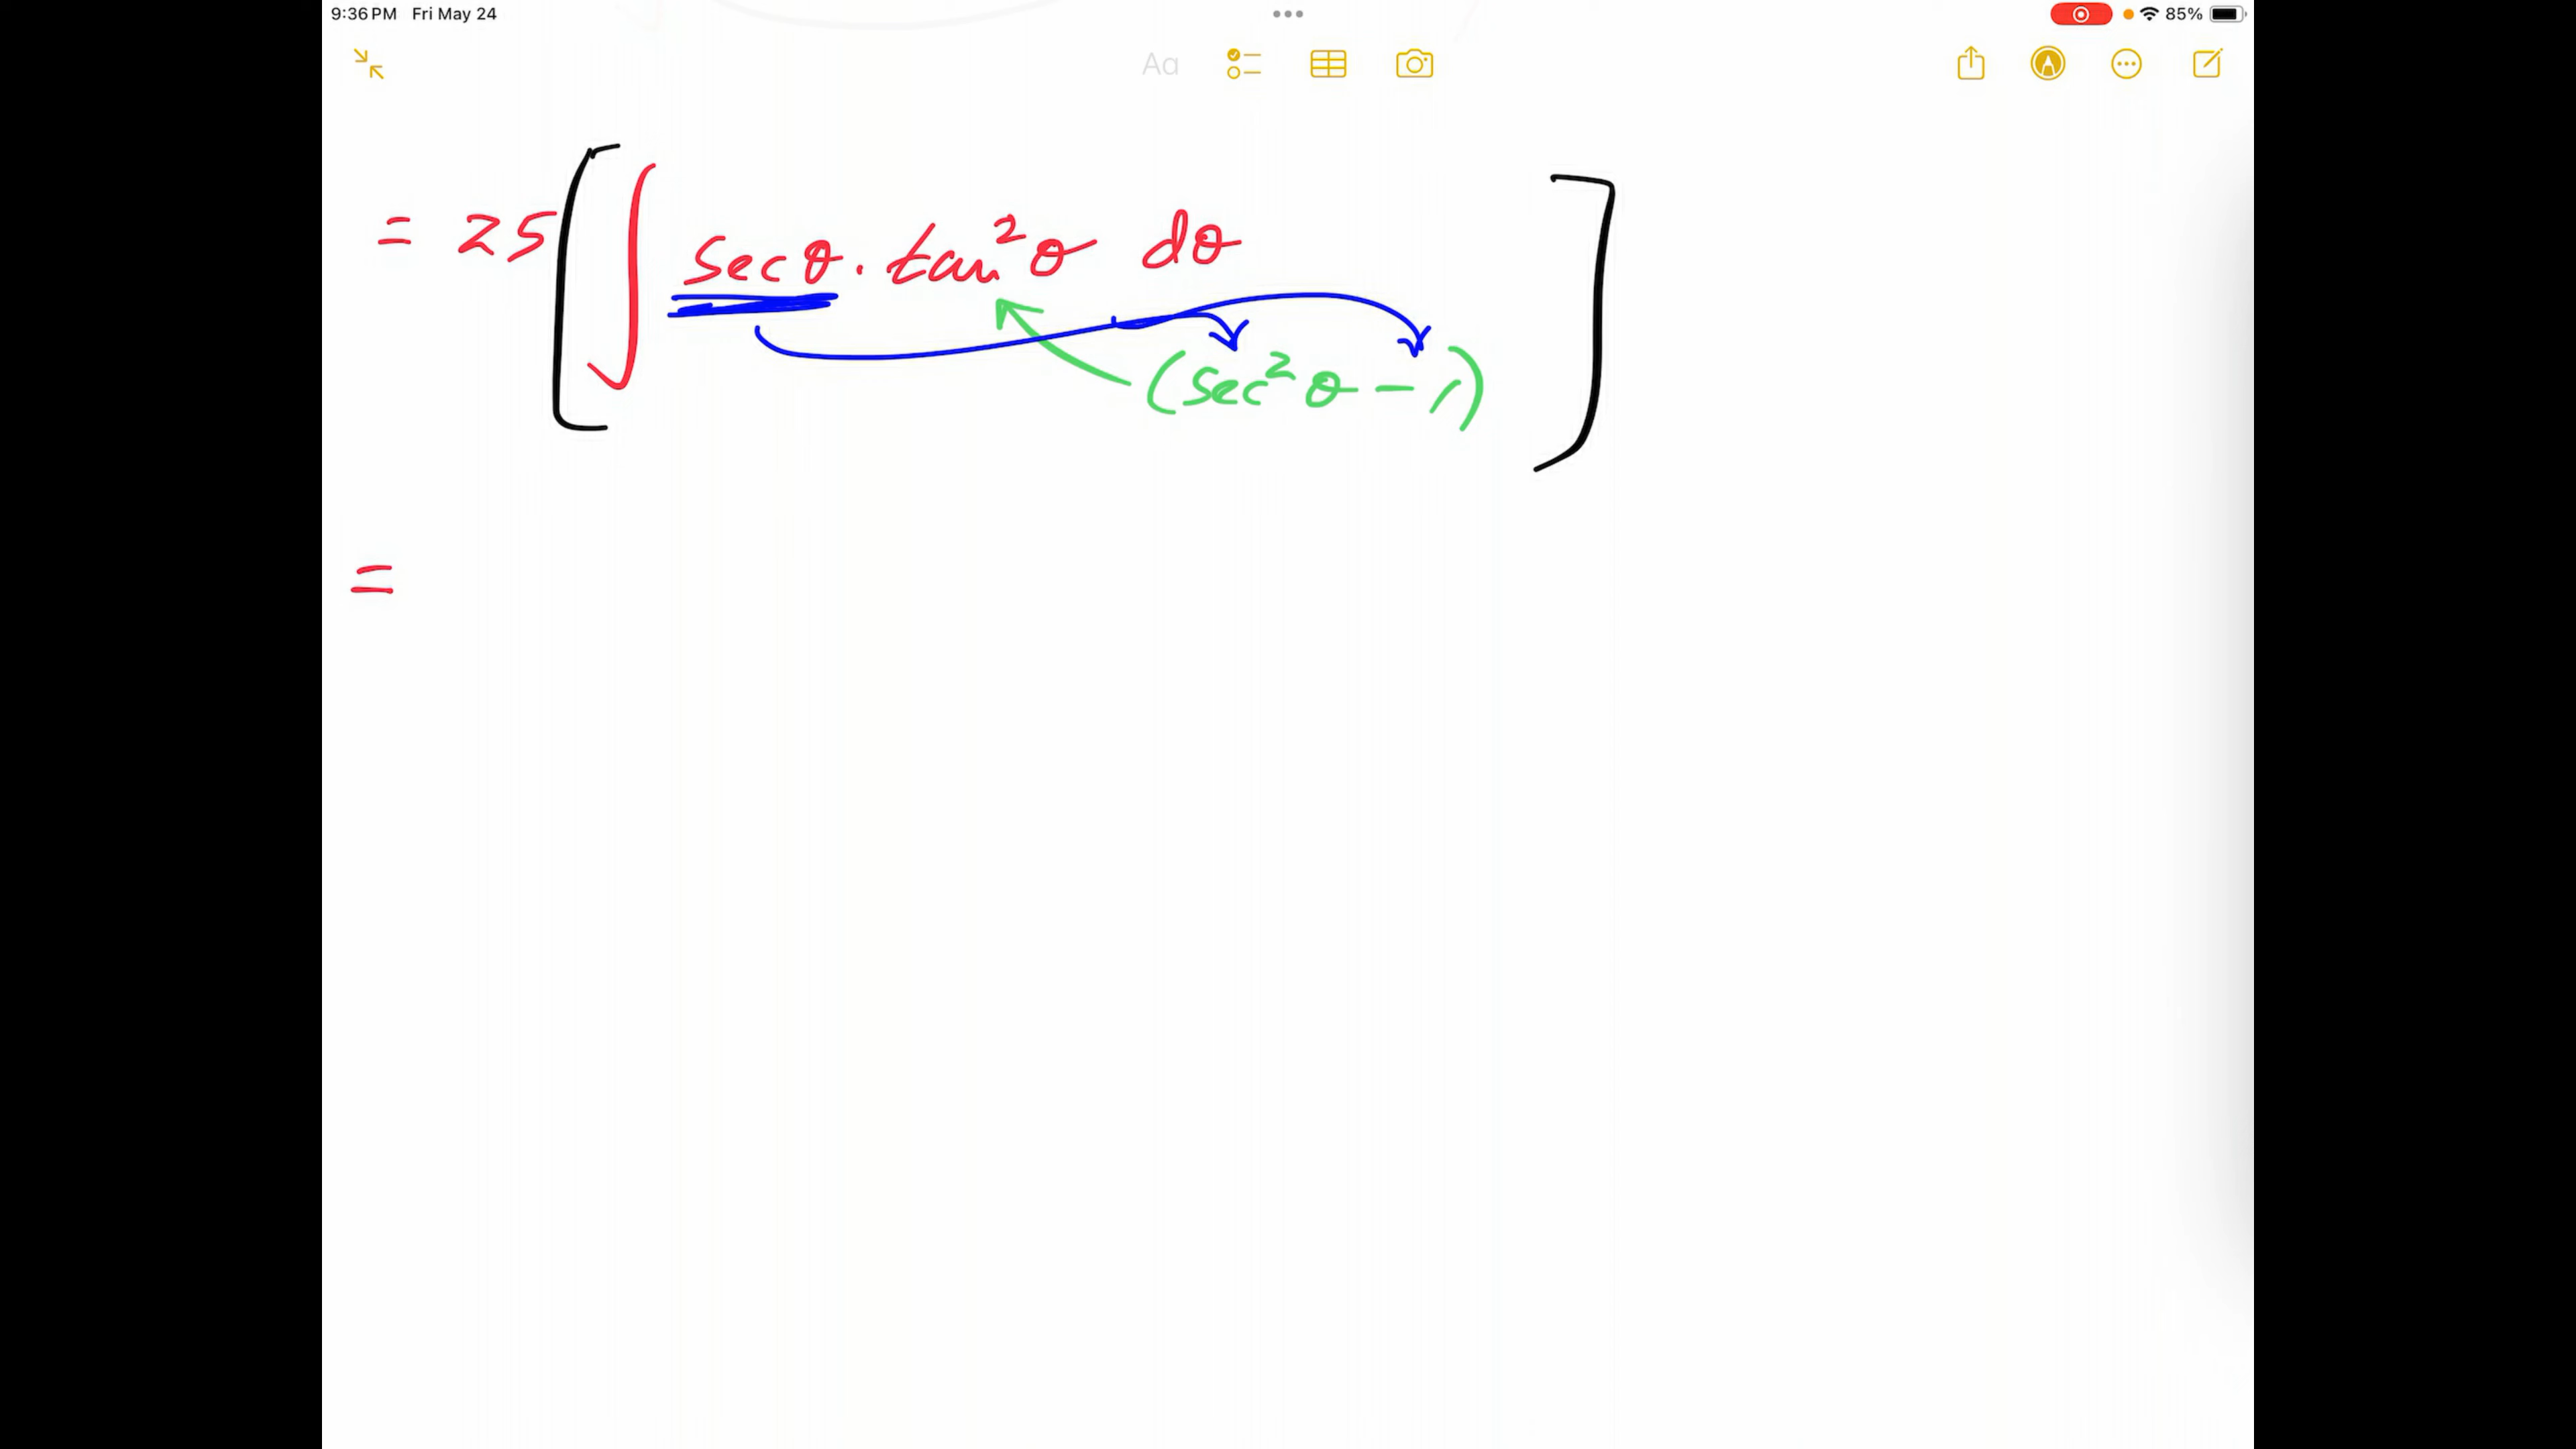 9:36 PM Fri May 24
85%
Aa
= 25 [ ∫ secθ · tan²θ dθ ]
(sec²θ − 1)
=